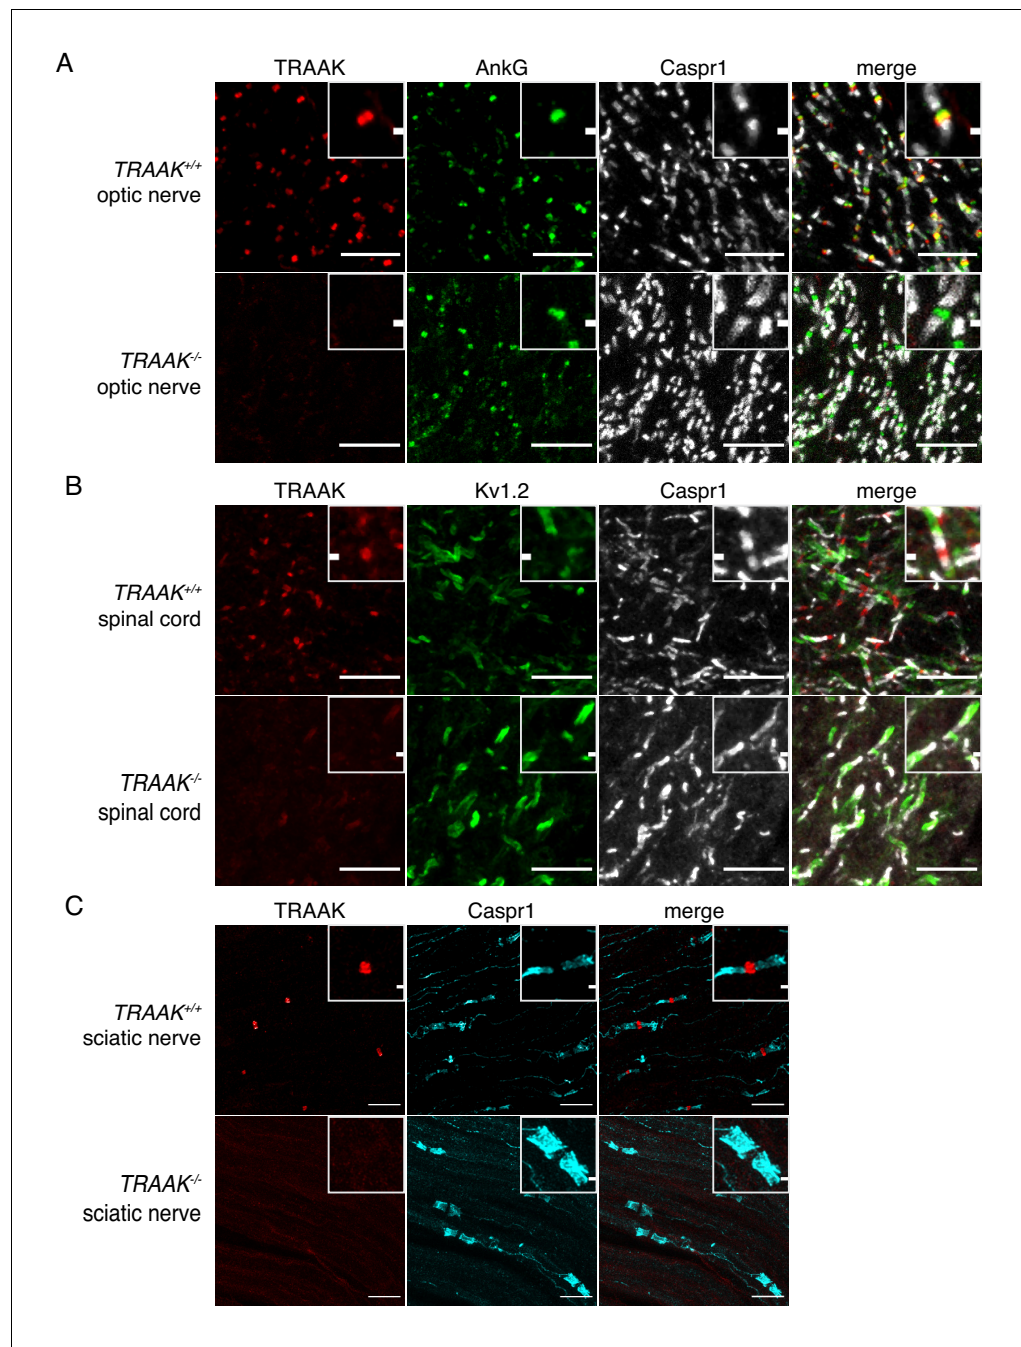 A
TRAAK AnkG Caspr1 merge
TRAAK+/+
optic nerve
TRAAK-/-
optic nerve
B
TRAAK Kv1.2 Caspr1 merge
TRAAK+/+
spinal cord
TRAAK-/-
spinal cord
C
TRAAK Caspr1 merge
TRAAK+/+
sciatic nerve
TRAAK-/-
sciatic nerve